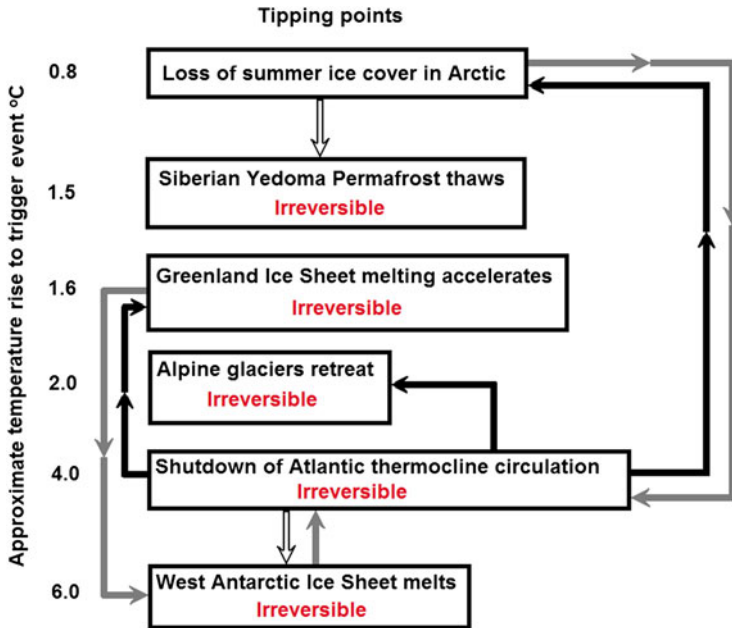 Tipping points
Approximate temperature rise to trigger event ºC
0.8
Loss of summer ice cover in Arctic
1.5
Siberian Yedoma Permafrost thaws
Irreversible
1.6
Greenland Ice Sheet melting accelerates
Irreversible
2.0
Alpine glaciers retreat
Irreversible
4.0
Shutdown of Atlantic thermocline circulation
Irreversible
6.0
West Antarctic Ice Sheet melts
Irreversible